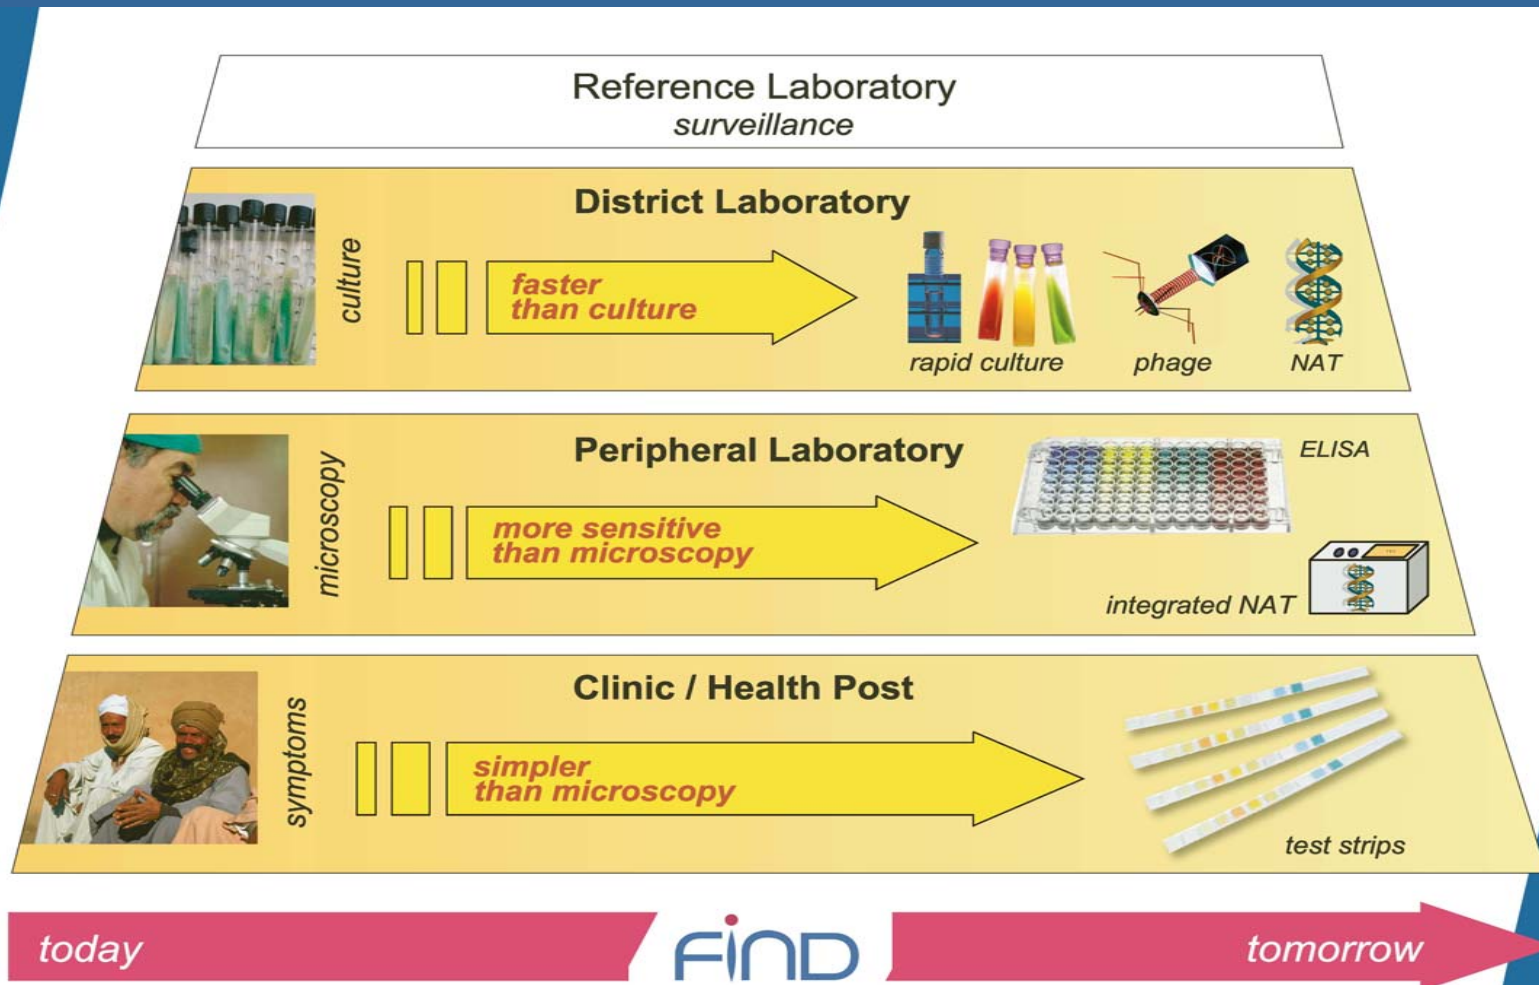 Reference Laboratory
surveillance
District Laboratory
culture
faster
than culture
rapid culture
phage
NAT
Peripheral Laboratory
microscopy
more sensitive
than microscopy
ELISA
integrated NAT
Clinic / Health Post
symptoms
simpler
than microscopy
test strips
today
FIND
tomorrow